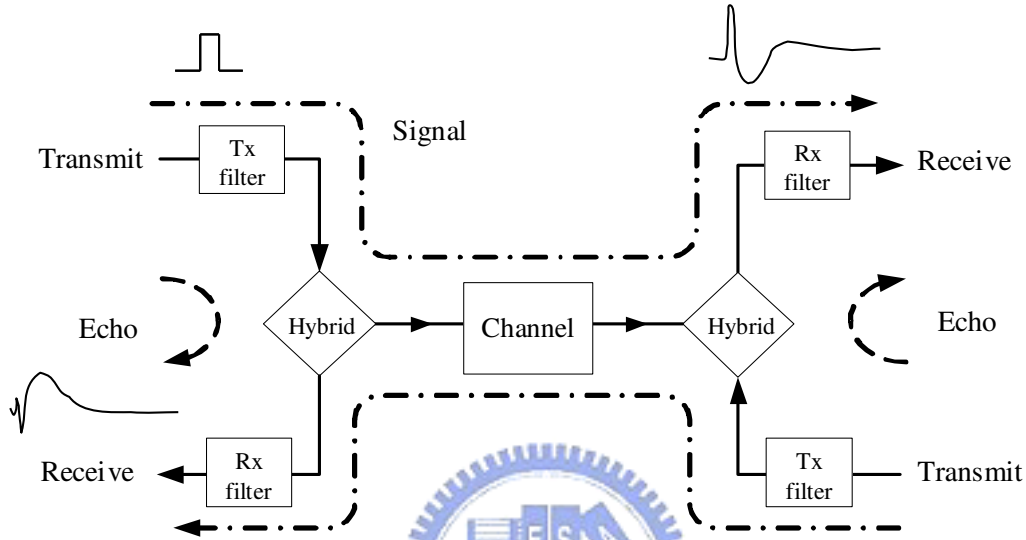 Signal
Transmit
Tx
filter
Rx
filter
Receive
Echo
Hybrid
Channel
Hybrid
Echo
Receive
Rx
filter
Tx
filter
Transmit